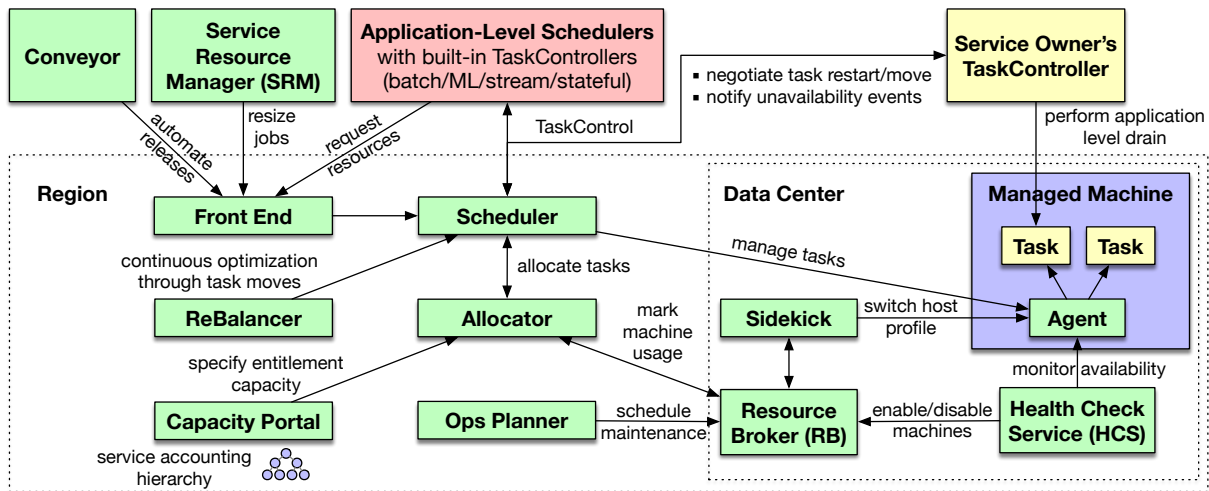 Conveyor
Service
Resource
Manager (SRM)
Application-Level Schedulers
with built-in TaskControllers
(batch/ML/stream/stateful)
▪ negotiate task restart/move
▪ notify unavailability events
Service Owner's
TaskController
automate
releases
resize
jobs
request
resources
TaskControl
perform application
level drain
Region
Front End
Scheduler
Data Center
Managed Machine
Task
Task
continuous optimization
through task moves
allocate tasks
manage tasks
ReBalancer
Allocator
mark
machine
usage
Sidekick
switch host
profile
Agent
specify entitlement
capacity
monitor availability
Capacity Portal
Ops Planner
schedule
maintenance
Resource
Broker (RB)
enable/disable
machines
Health Check
Service (HCS)
service accounting
hierarchy